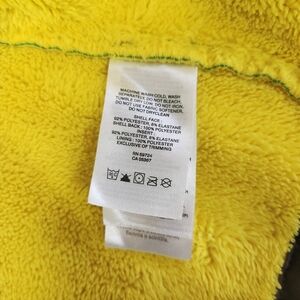 MACHINE WASH COLD, WASH
SEPARATELY, DO NOT BLEACH,
TUMBLE DRY LOW, DO NOT IRON,
DO NOT USE FABRIC SOFTENER,
DO NOT DRYCLEAN
SHELL FACE:
92% POLYESTER, 8% ELASTANE
SHELL BACK: 100% POLYESTER
INSERT:
92% POLYESTER, 8% ELASTANE
LINING: 100% POLYESTER
EXCLUSIVE OF TRIMMING
RN 59724